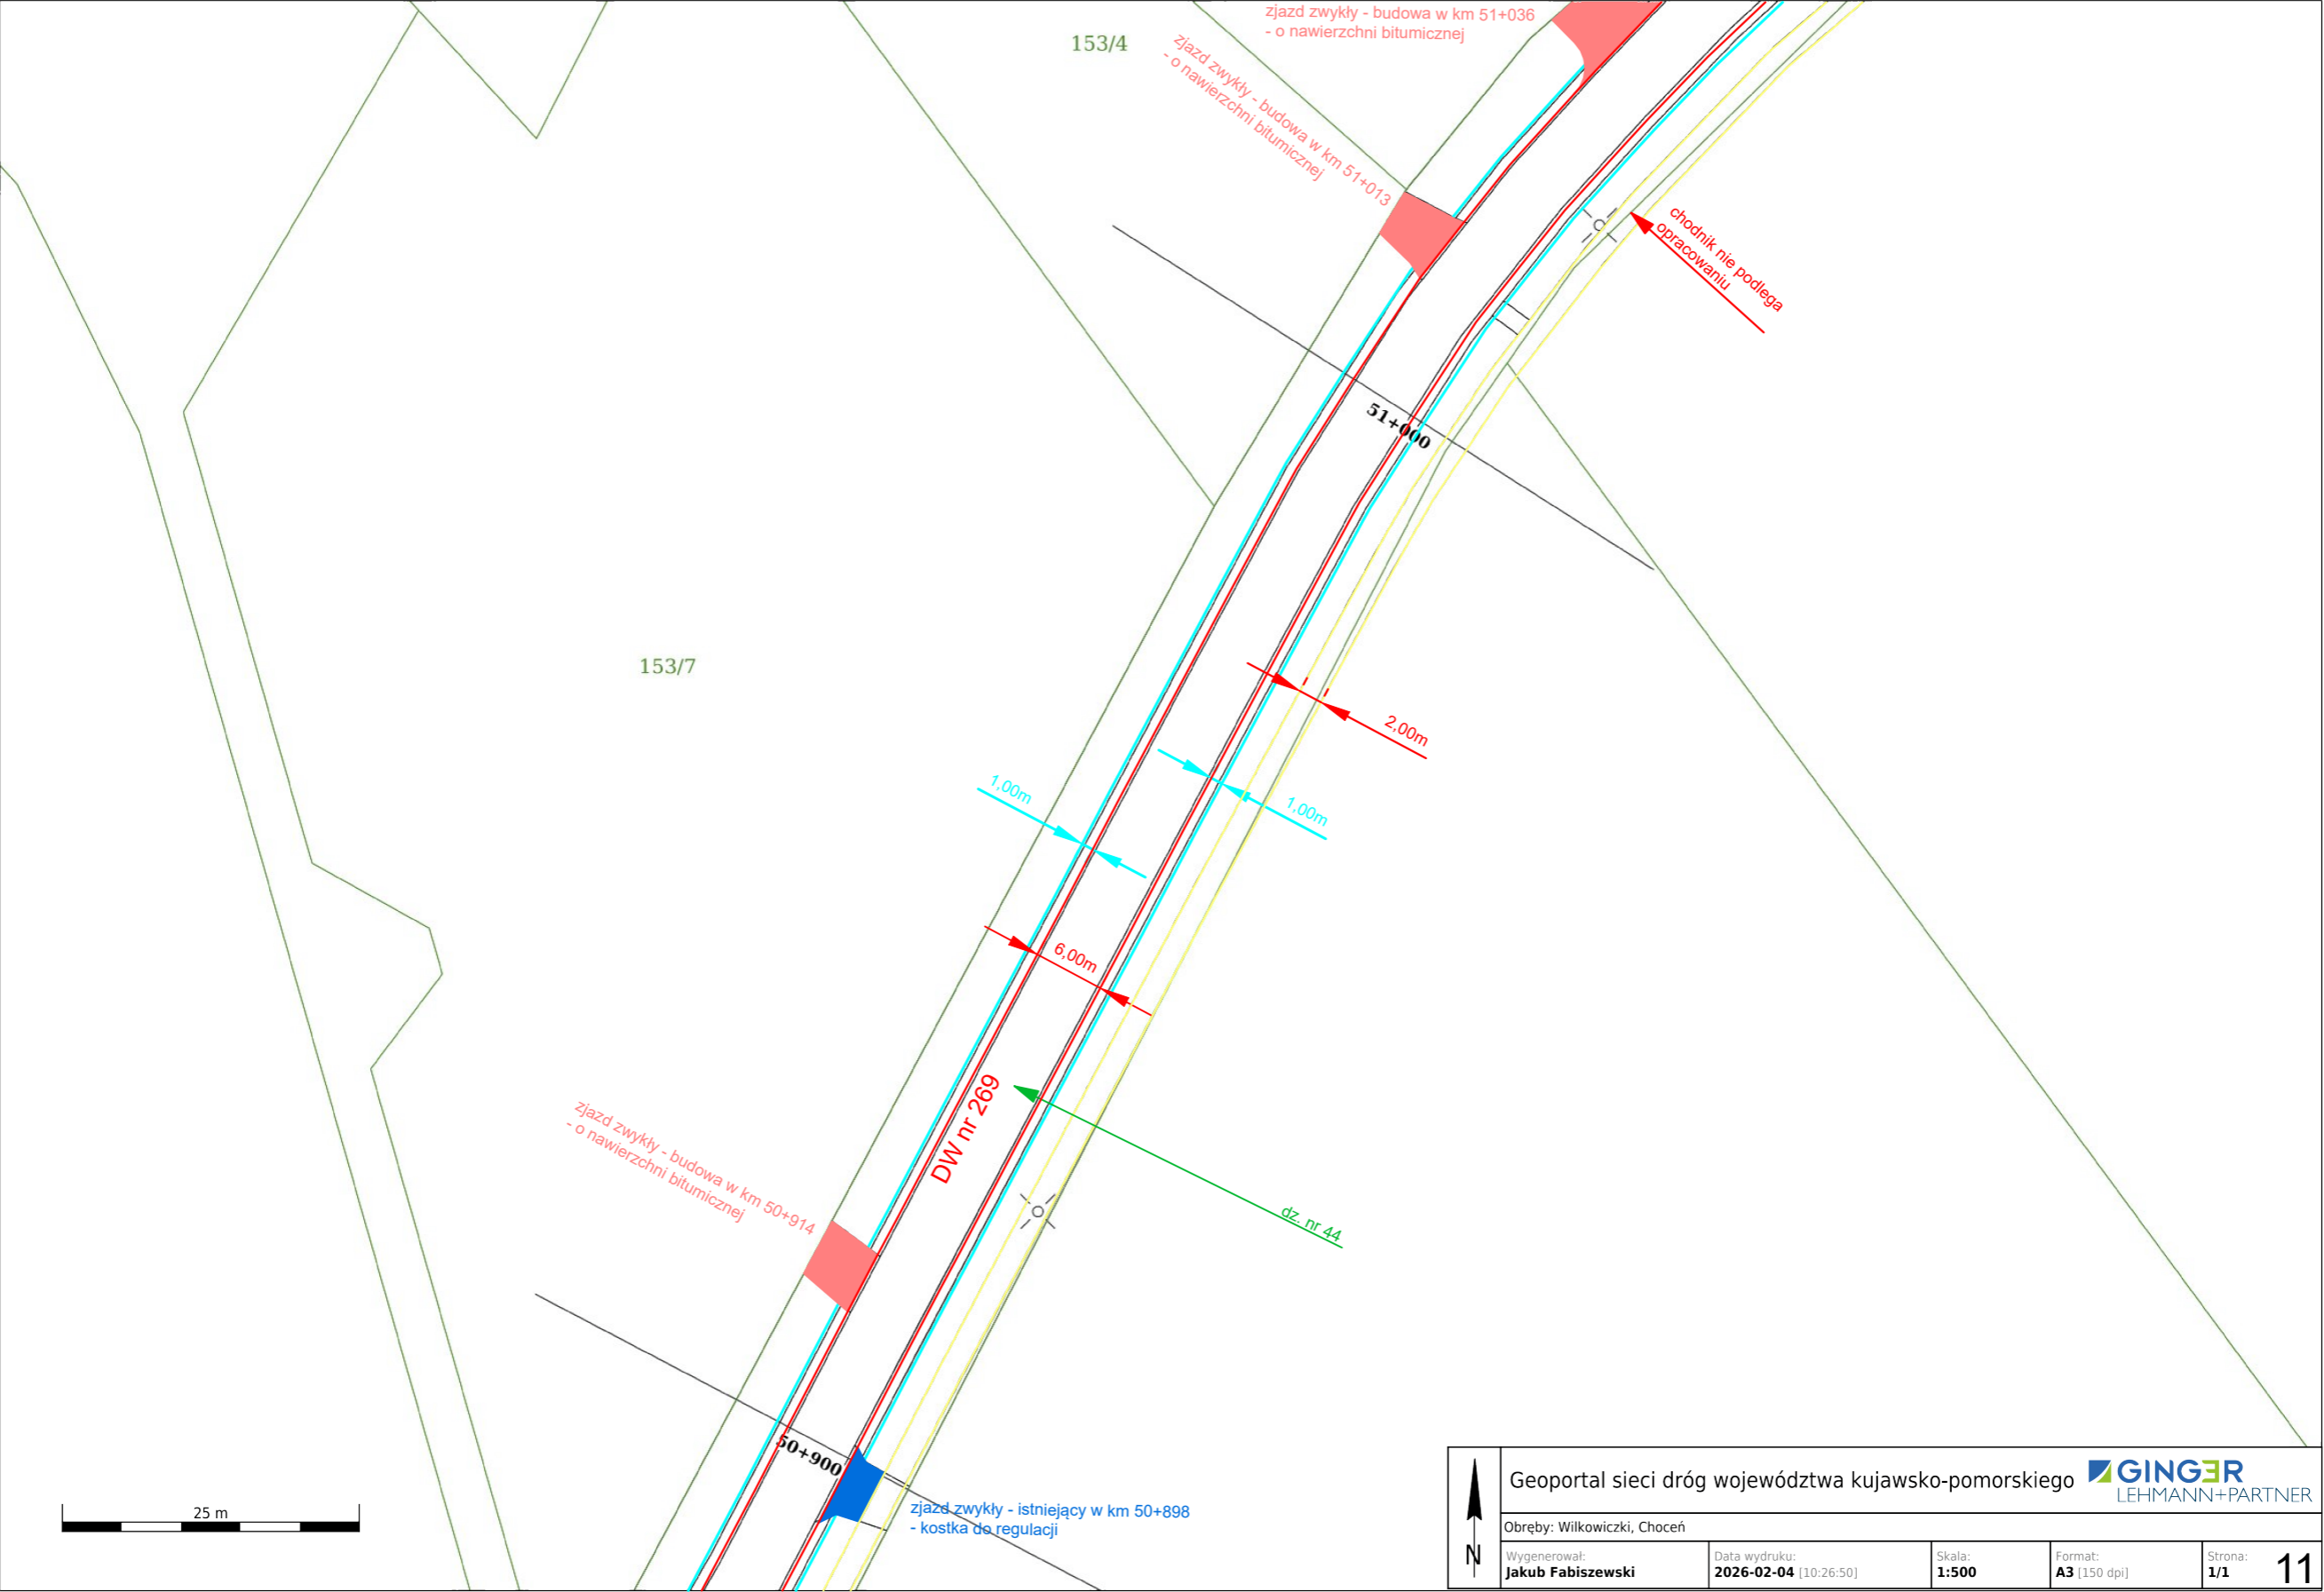 zjazd zwykły - budowa w km 51+036
- o nawierzchni bitumicznej
153/4
zjazd zwykły - budowa w km 51+013
- o nawierzchni bitumicznej
chodnik nie podlega
opracowaniu
51+000
153/7
2,00m
1,00m
1,00m
6,00m
DW nr 269
zjazd zwykły - budowa w km 50+914
- o nawierzchni bitumicznej
dz. nr 44
50+900
zjazd zwykły - istniejący w km 50+898
- kostka do regulacji
25 m
N
Geoportal sieci dróg województwa kujawsko-pomorskiego
GINGER
LEHMANN+PARTNER
Obręby: Wilkowiczki, Choceń
Wygenerował:
Jakub Fabiszewski
Data wydruku:
2026-02-04 [10:26:50]
Skala:
1:500
Format:
A3 [150 dpi]
Strona:
1/1
11